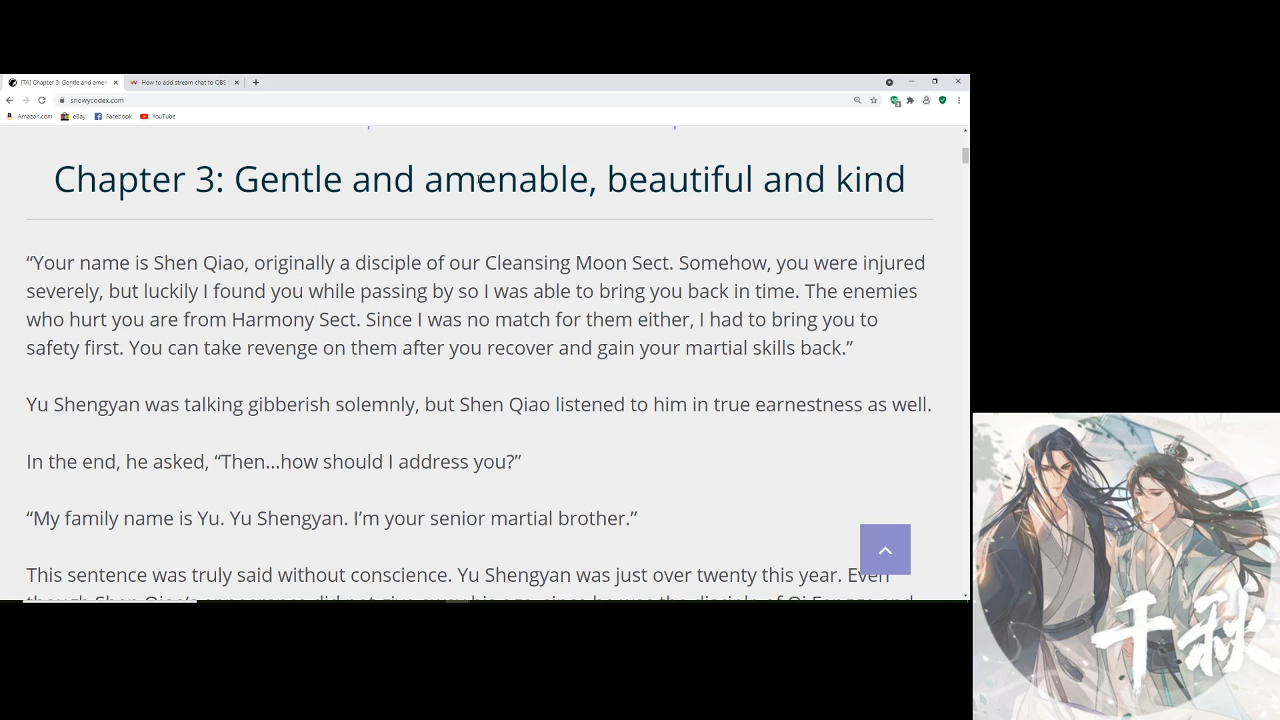 [TA] Chapter 3: Gentle and amen
How to add stream chat to OBS
snowycodex.com
Amazon.com eBay Facebook YouTube
Chapter 3: Gentle and amenable, beautiful and kind
“Your name is Shen Qiao, originally a disciple of our Cleansing Moon Sect. Somehow, you were injured
severely, but luckily I found you while passing by so I was able to bring you back in time. The enemies
who hurt you are from Harmony Sect. Since I was no match for them either, I had to bring you to
safety first. You can take revenge on them after you recover and gain your martial skills back.”
Yu Shengyan was talking gibberish solemnly, but Shen Qiao listened to him in true earnestness as well.
In the end, he asked, “Then…how should I address you?”
“My family name is Yu. Yu Shengyan. I’m your senior martial brother.”
This sentence was truly said without conscience. Yu Shengyan was just over twenty this year. Even
千秋